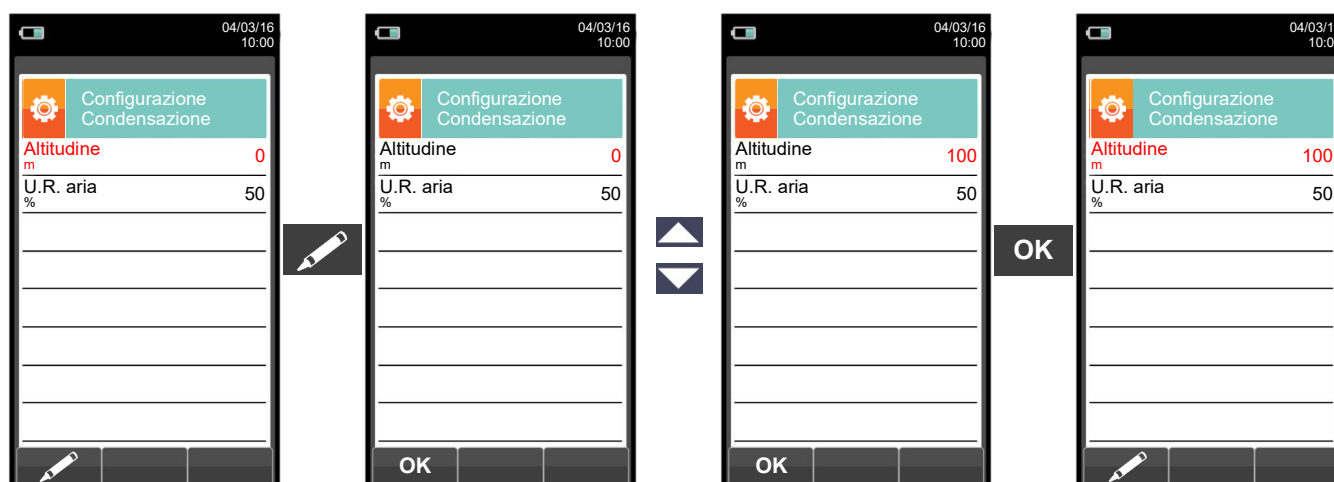 04/03/16
10:00
Configurazione
Condensazione
Altitudine 0
m
U.R. aria 50
%
04/03/16
10:00
Configurazione
Condensazione
Altitudine 0
m
U.R. aria 50
%
OK
04/03/16
10:00
Configurazione
Condensazione
Altitudine 100
m
U.R. aria 50
%
OK
OK
04/03/1
10:0
Configurazione
Condensazione
Altitudine 100
m
U.R. aria 50
%